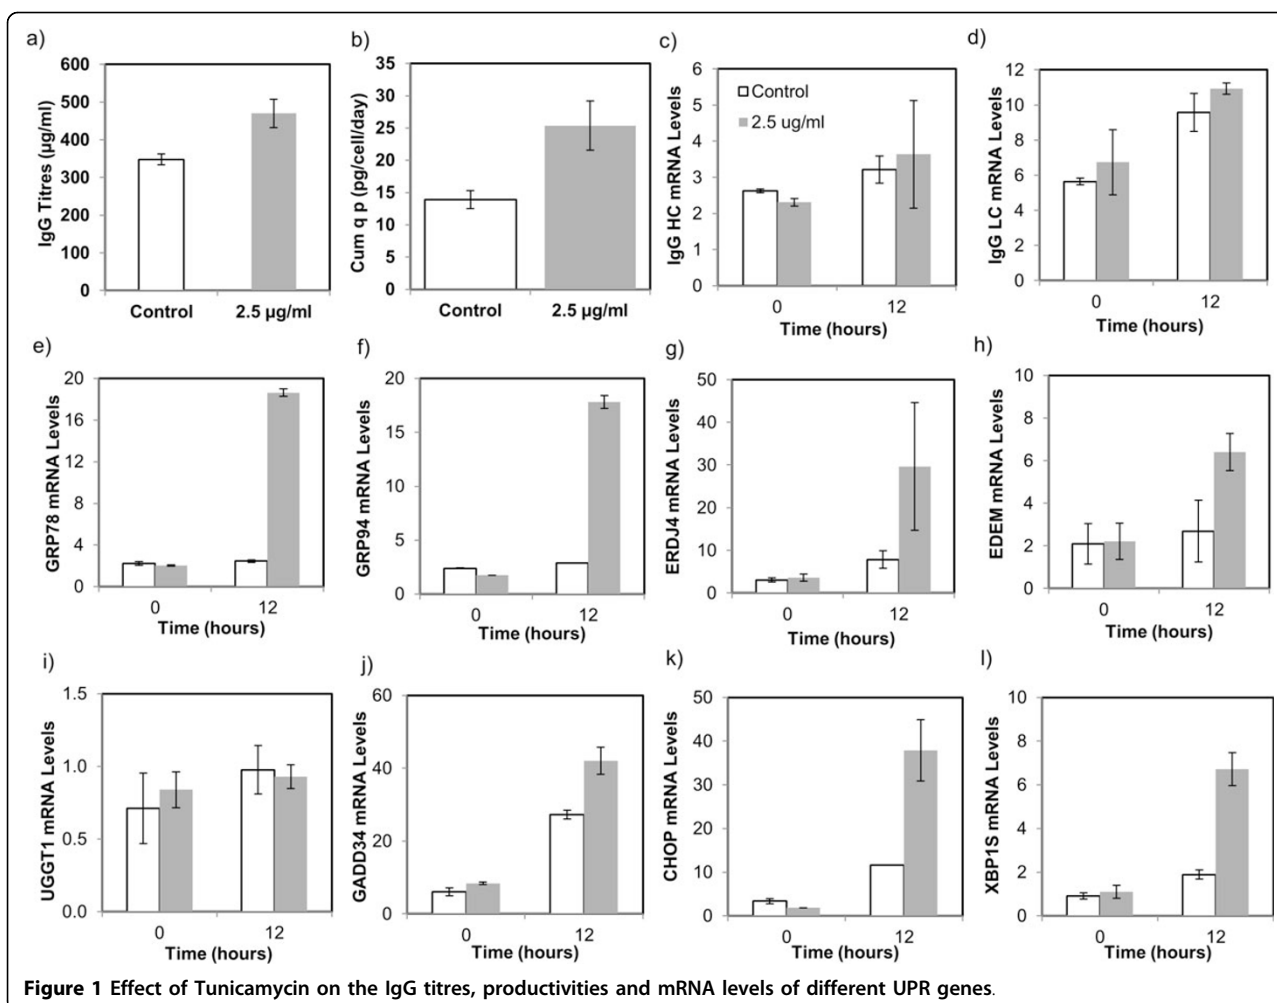 a)
IgG Titres (µg/ml)
600
500
400
300
200
100
0
Control 2.5 µg/ml
b)
Cum q p (pg/cell/day)
35
30
25
20
15
10
5
0
Control 2.5 µg/ml
c)
IgG HC mRNA Levels
6
5
4
3
2
1
0
Control
2.5 ug/ml
0 12
Time (hours)
d)
IgG LC mRNA Levels
12
10
8
6
4
2
0
0 12
Time (hours)
e)
GRP78 mRNA Levels
20
16
12
8
4
0
0 12
Time (hours)
f)
GRP94 mRNA Levels
20
15
10
5
0
0 12
Time (hours)
g)
ERDJ4 mRNA Levels
50
40
30
20
10
0
0 12
Time (hours)
h)
EDEM mRNA Levels
10
8
6
4
2
0
0 12
Time (hours)
i)
UGGT1 mRNA Levels
1.5
1.0
0.5
0.0
0 12
Time (hours)
j)
GADD34 mRNA Levels
60
40
20
0
0 12
Time (hours)
k)
CHOP mRNA Levels
50
40
30
20
10
0
0 12
Time (hours)
l)
XBP1S mRNA Levels
10
8
6
4
2
0
0 12
Time (hours)
Figure 1 Effect of Tunicamycin on the IgG titres, productivities and mRNA levels of different UPR genes.